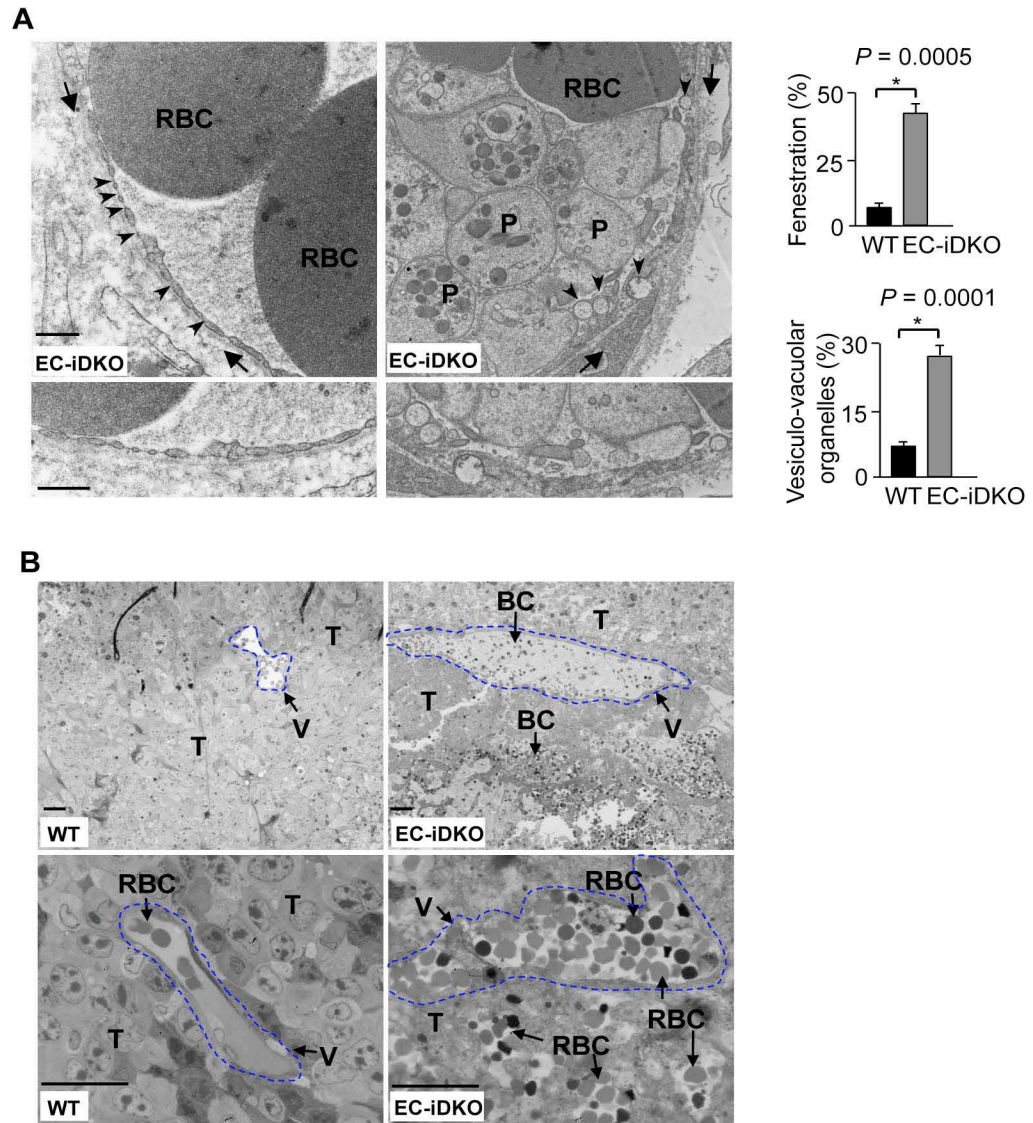 A
RBC
RBC
EC-iDKO
RBC
P
P
P
EC-iDKO
P = 0.0005
*
Fenestration (%)
50
25
0
WT EC-iDKO
P = 0.0001
*
Vesiculo-vacuolar
organelles (%)
30
15
0
WT EC-iDKO
B
T
V
T
WT
BC
T
T
V
BC
EC-iDKO
RBC
T
T
V
WT
RBC
V
T
RBC
RBC
EC-iDKO